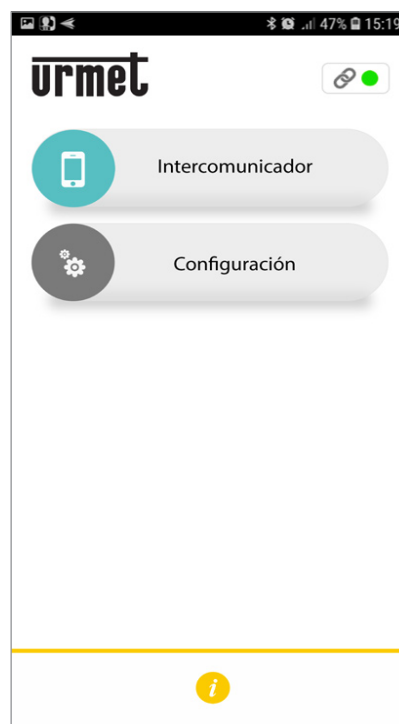 47% 15:19
urmet
Intercomunicador
Configuración
i